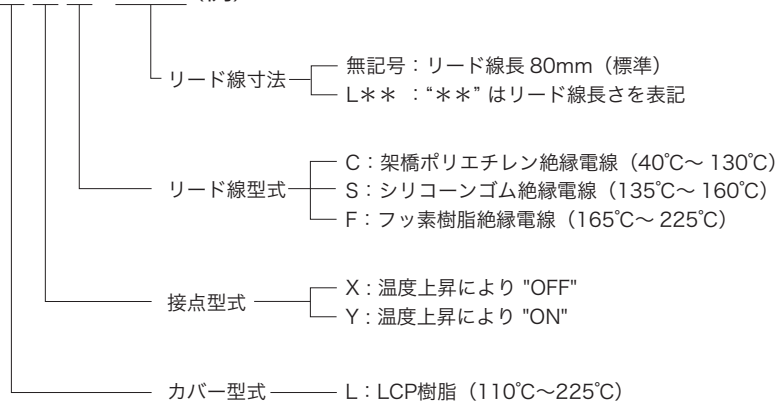 リード線寸法
無記号：リード線長 80mm（標準）
L＊＊ ：“＊＊” はリード線長さを表記
リード線型式
C：架橋ポリエチレン絶縁電線（40℃～ 130℃）
S：シリコーンゴム絶縁電線（135℃～ 160℃）
F：フッ素樹脂絶縁電線（165℃～ 225℃）
接点型式
X : 温度上昇により "OFF"
Y : 温度上昇により "ON"
カバー型式
L：LCP樹脂（110℃～225℃）